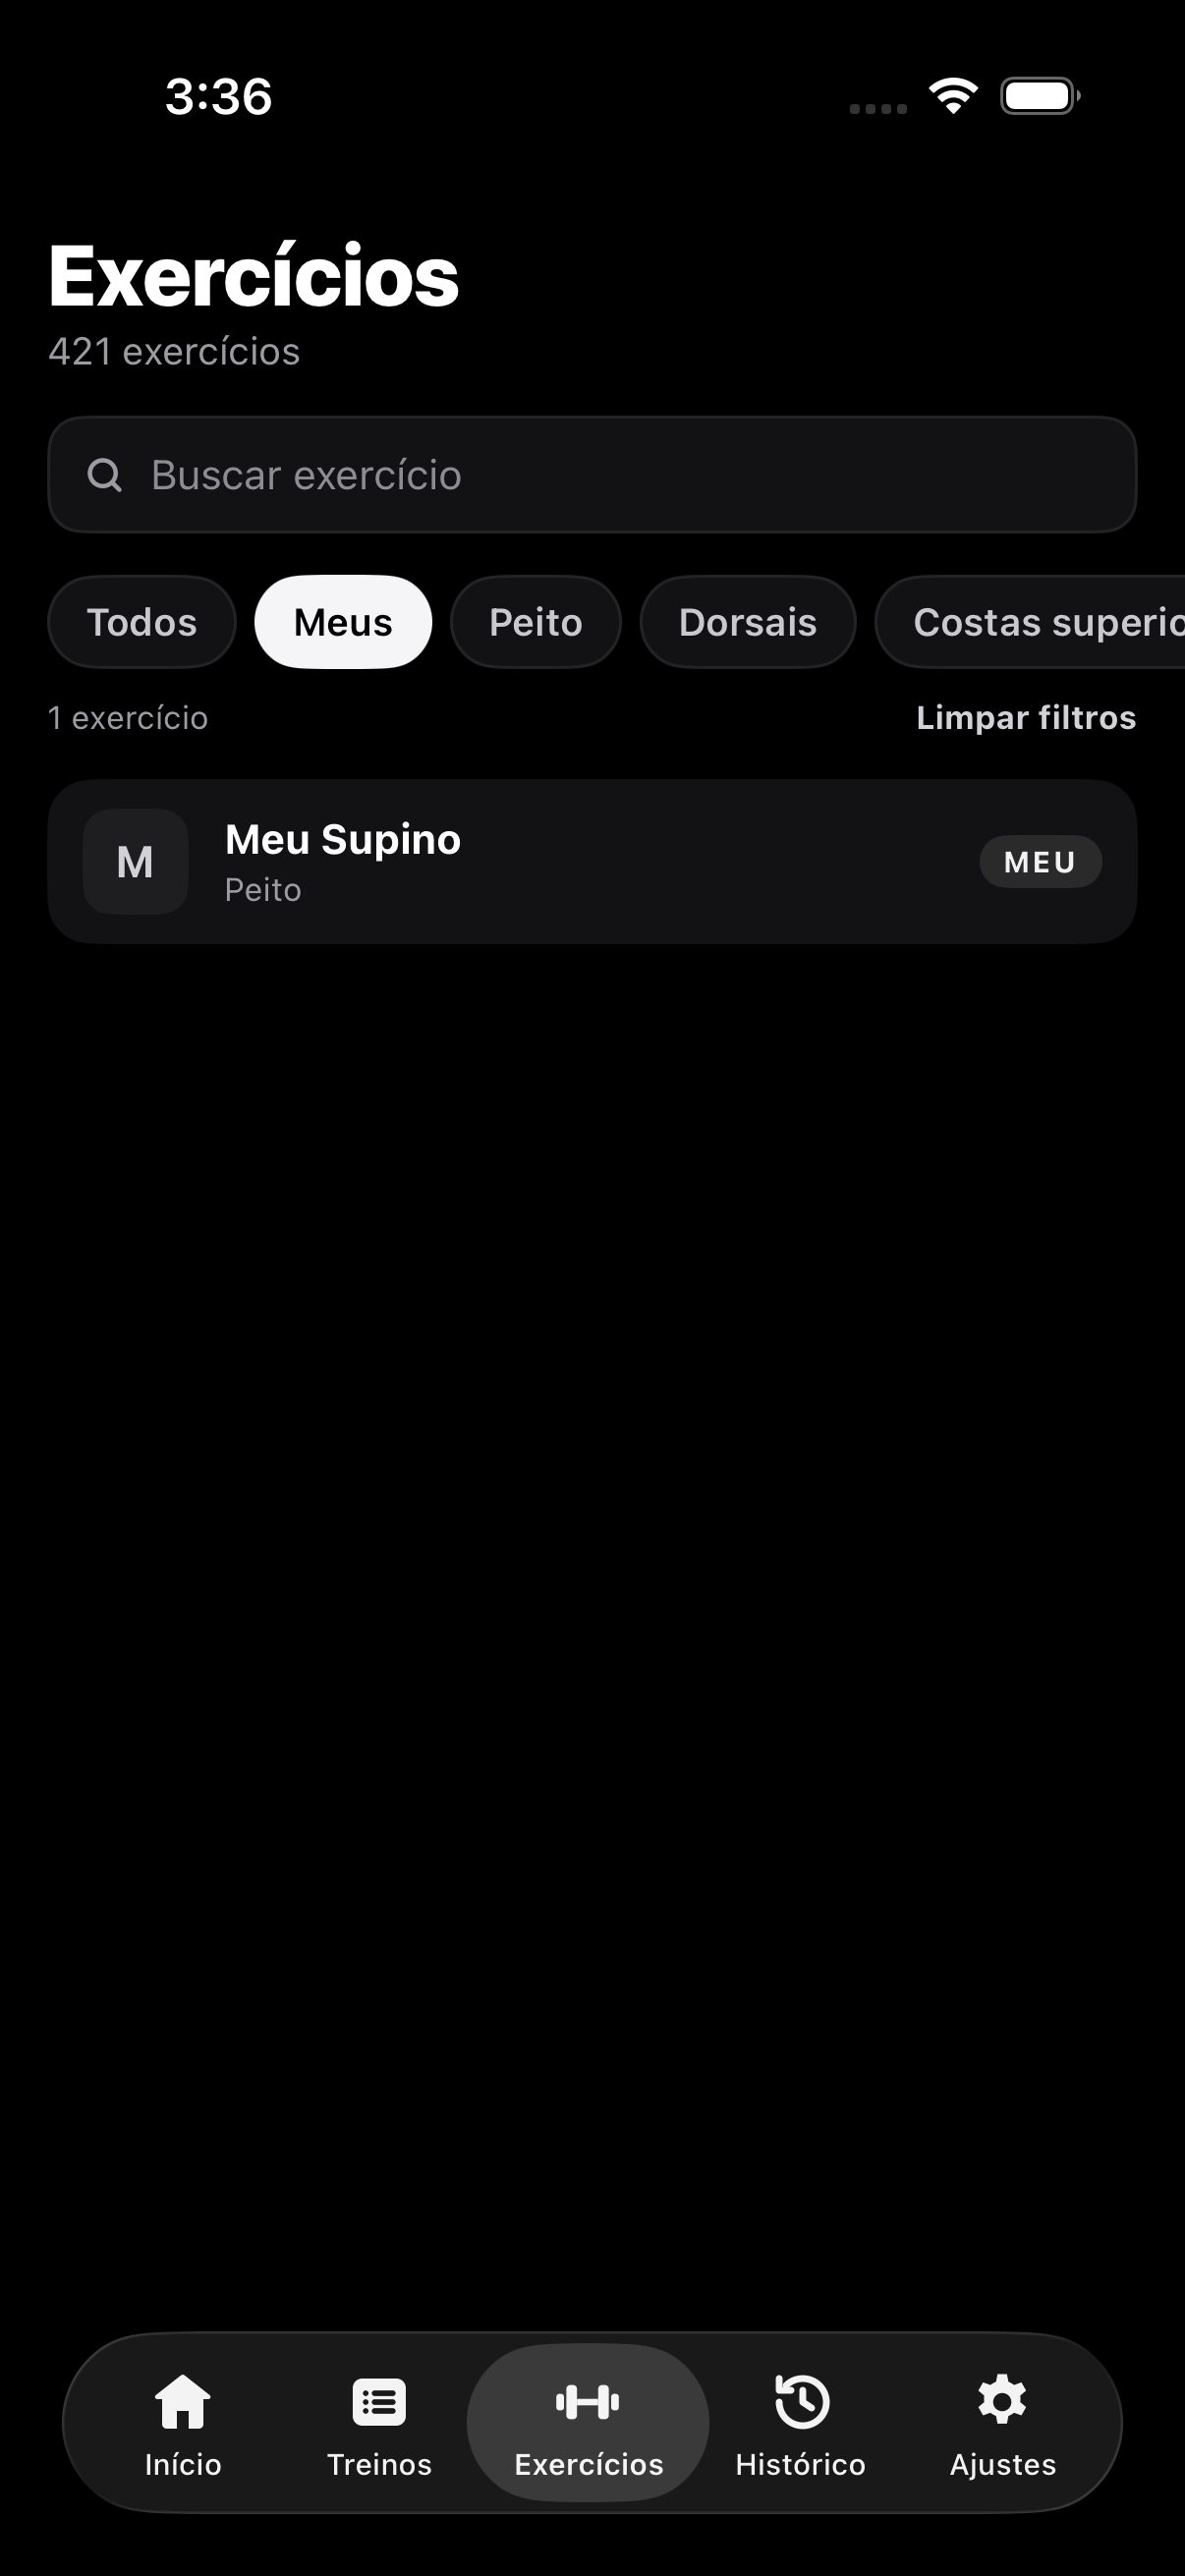 3:36
Exercícios
421 exercícios
Buscar exercício
Todos Meus Peito Dorsais Costas superio
1 exercício Limpar filtros
M Meu Supino MEU
Peito
Início Treinos Exercícios Histórico Ajustes